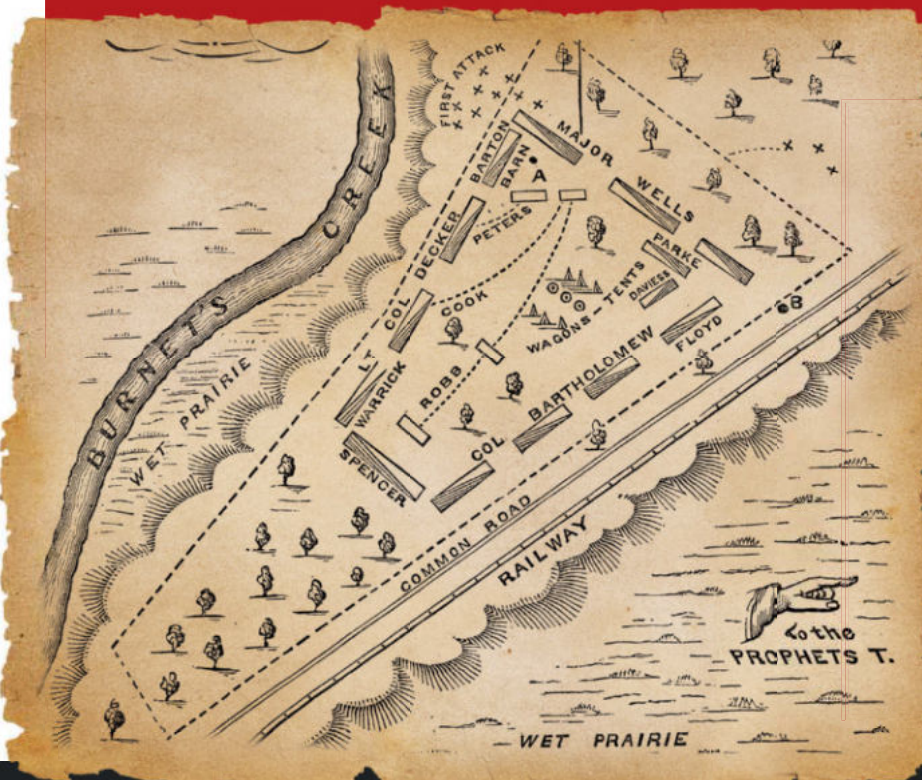 FIRST ATTACK
BURNET'S CREEK
BARTON
BARN
MAJOR
A
WELLS
PETERS
DECKER
PARKE
DAVIESS
COL
COOK
TENTS
WAGONS
B
FLOYD
LT
WARRICK
ROBB
BARTHOLOMEW
COL
SPENCER
WET PRAIRIE
COMMON ROAD
RAILWAY
To the
PROPHETS T.
WET PRAIRIE